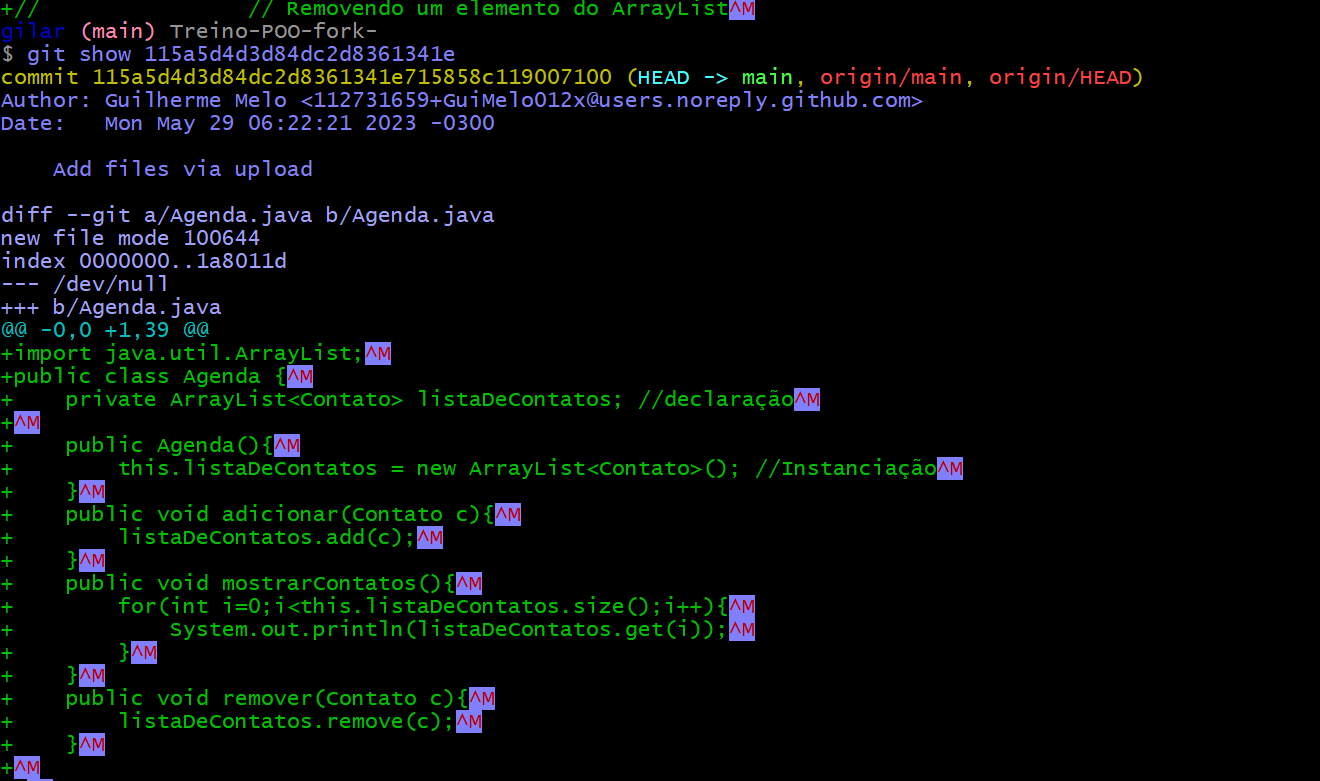 +//                // Removendo um elemento do ArrayList^M
gilar (main) Treino-POO-fork-
$ git show 115a5d4d3d84dc2d8361341e
commit 115a5d4d3d84dc2d8361341e715858c119007100 (HEAD -> main, origin/main, origin/HEAD)
Author: Guilherme Melo <112731659+GuiMelo012x@users.noreply.github.com>
Date:   Mon May 29 06:22:21 2023 -0300

    Add files via upload

diff --git a/Agenda.java b/Agenda.java
new file mode 100644
index 0000000..1a8011d
--- /dev/null
+++ b/Agenda.java
@@ -0,0 +1,39 @@
+import java.util.ArrayList;^M
+public class Agenda {^M
+    private ArrayList<Contato> listaDeContatos; //declaração^M
+^M
+    public Agenda(){^M
+        this.listaDeContatos = new ArrayList<Contato>(); //Instanciação^M
+    }^M
+    public void adicionar(Contato c){^M
+        listaDeContatos.add(c);^M
+    }^M
+    public void mostrarContatos(){^M
+        for(int i=0;i<this.listaDeContatos.size();i++){^M
+            System.out.println(listaDeContatos.get(i));^M
+        }^M
+    }^M
+    public void remover(Contato c){^M
+        listaDeContatos.remove(c);^M
+    }^M
+^M